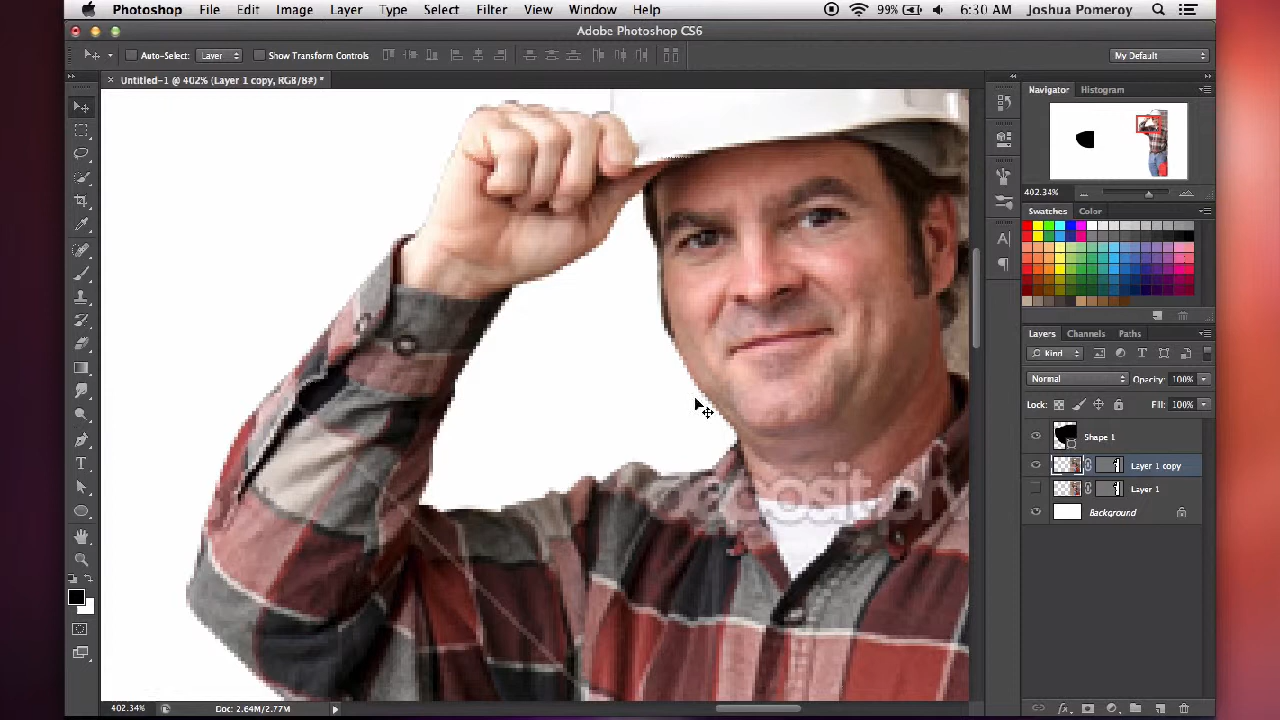 Photoshop File Edit Image Layer Type Select Filter View Window Help 99% 6:30 AM Joshua Pomeroy
Adobe Photoshop CS6
Auto-Select: Layer Show Transform Controls My Default
× Untitled-1 @ 402% (Layer 1 copy, RGB/8#) *
Navigator Histogram
402.34%
Swatches Color
Layers Channels Paths
Kind
Normal Opacity: 100%
Lock: Fill: 100%
Shape 1
Layer 1 copy
Layer 1
Background
depositph
402.34% Doc: 2.64M/2.77M